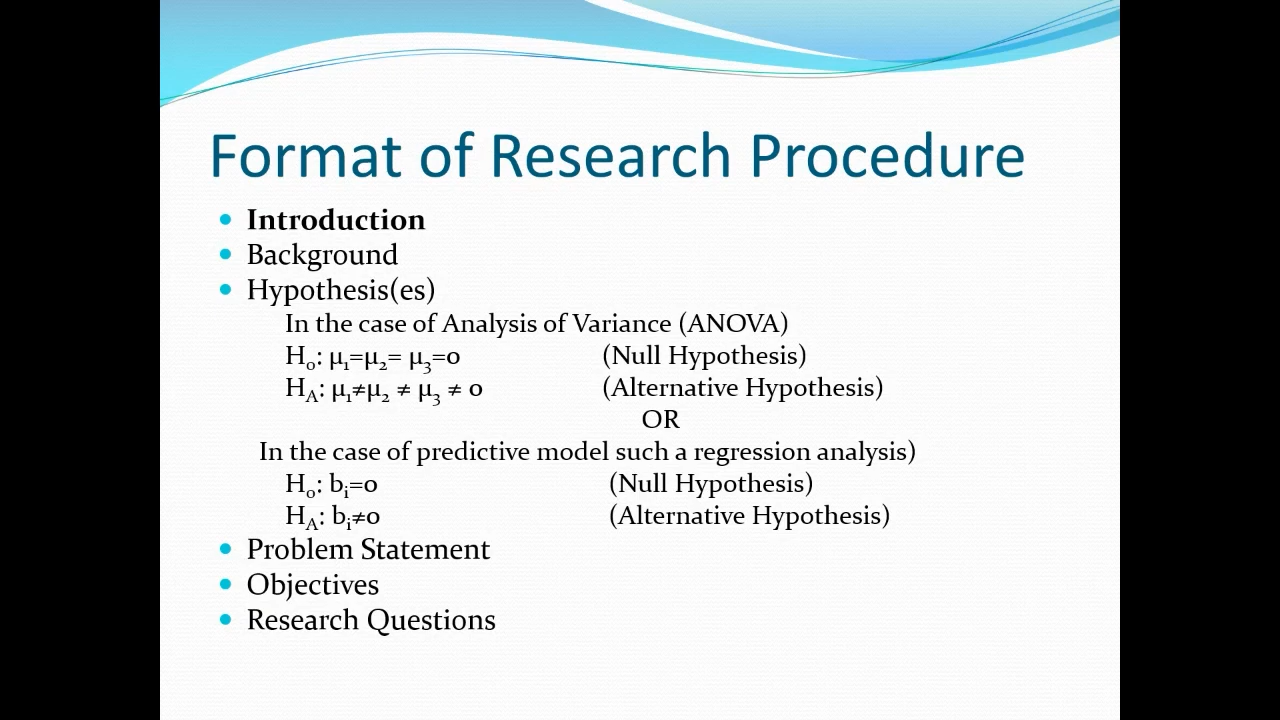 Format of Research Procedure
• Introduction
• Background
• Hypothesis(es)
In the case of Analysis of Variance (ANOVA)
H₀: μ₁=μ₂= μ₃=0 (Null Hypothesis)
H_A: μ₁≠μ₂ ≠ μ₃ ≠ 0 (Alternative Hypothesis)
OR
In the case of predictive model such a regression analysis)
H₀: bᵢ=0 (Null Hypothesis)
H_A: bᵢ≠0 (Alternative Hypothesis)
• Problem Statement
• Objectives
• Research Questions